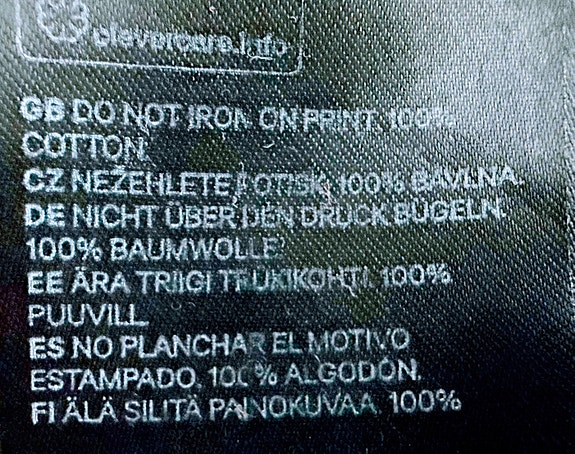 clevercare.info
GB DO NOT IRON ON PRINT. 100%
COTTON.
CZ NEŽEHLETE POTISK. 100% BAVLNA.
DE NICHT ÜBER DEN DRUCK BÜGELN.
100% BAUMWOLLE.
EE ÄRA TRIIGI TRUKIKOHTI. 100%
PUUVILL.
ES NO PLANCHAR EL MOTIVO
ESTAMPADO. 100% ALGODÓN.
FI ÄLÄ SILITÄ PAINOKUVAA. 100%